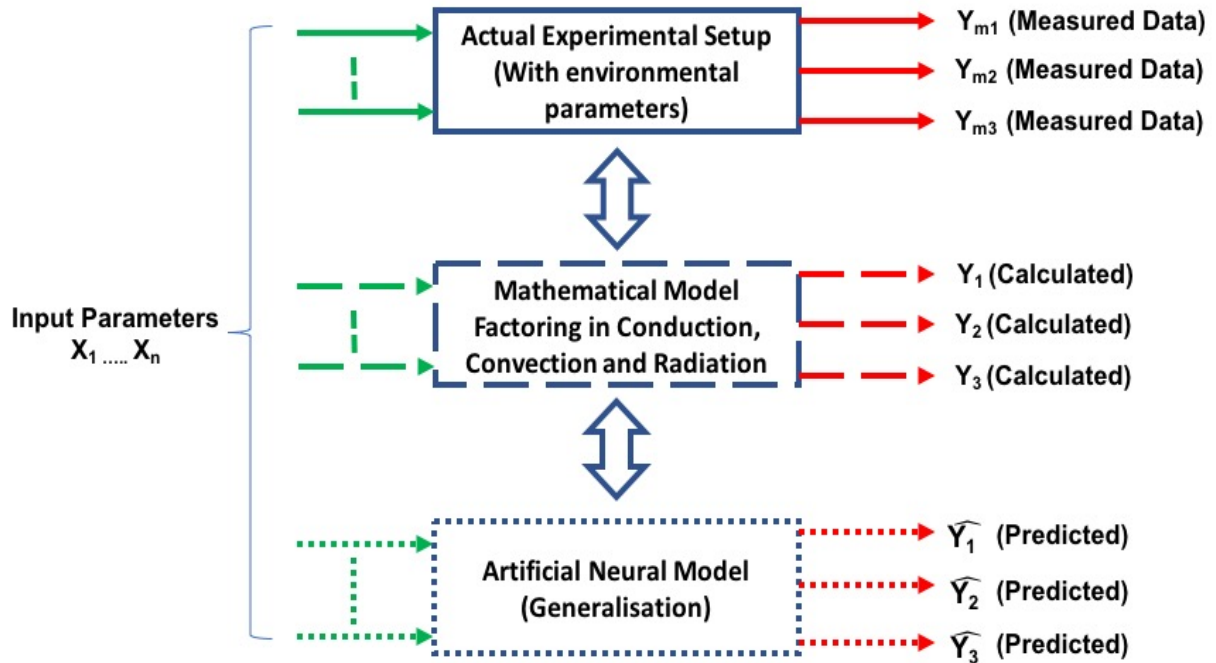 Actual Experimental Setup
(With environmental
parameters)
Yₘ₁ (Measured Data)
Yₘ₂ (Measured Data)
Yₘ₃ (Measured Data)
Input Parameters
X₁ ..... Xₙ
Mathematical Model
Factoring in Conduction,
Convection and Radiation
Y₁ (Calculated)
Y₂ (Calculated)
Y₃ (Calculated)
Artificial Neural Model
(Generalisation)
Ŷ₁ (Predicted)
Ŷ₂ (Predicted)
Ŷ₃ (Predicted)